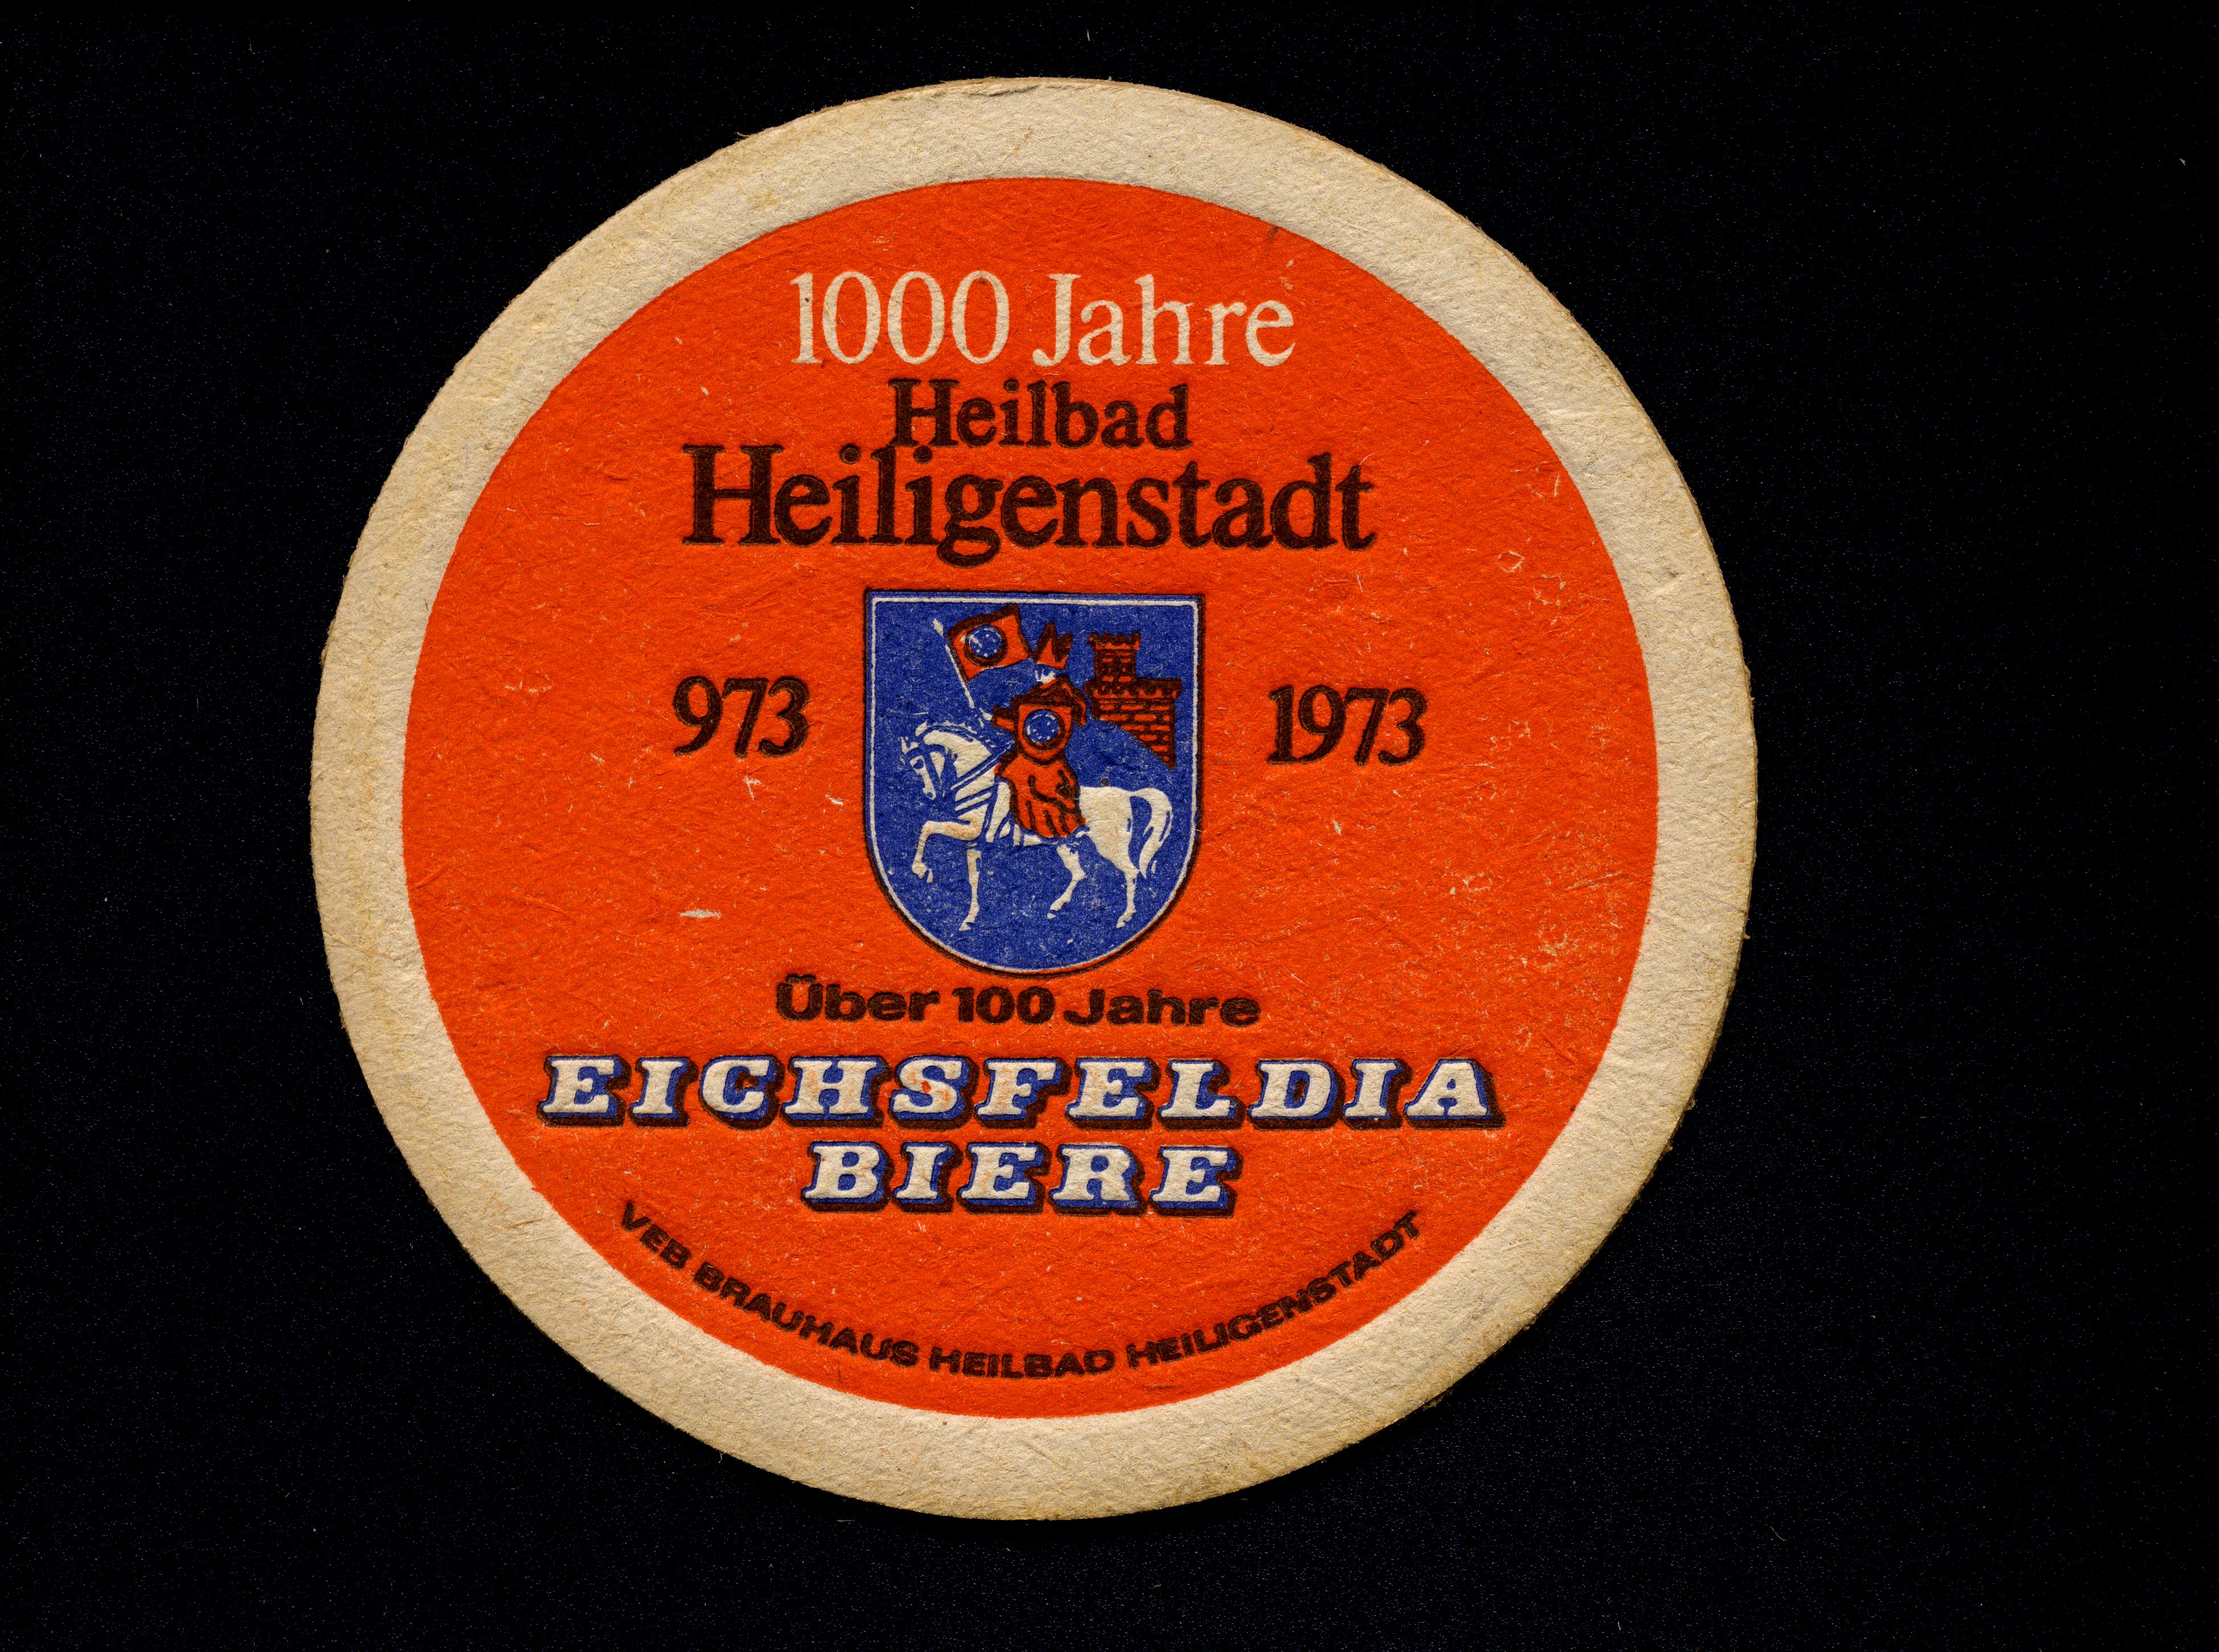 1000 Jahre
Heilbad
Heiligenstadt
973 1973
Über 100 Jahre
EICHSFELDIA
BIERE
VEB BRAUHAUS HEILBAD HEILIGENSTADT